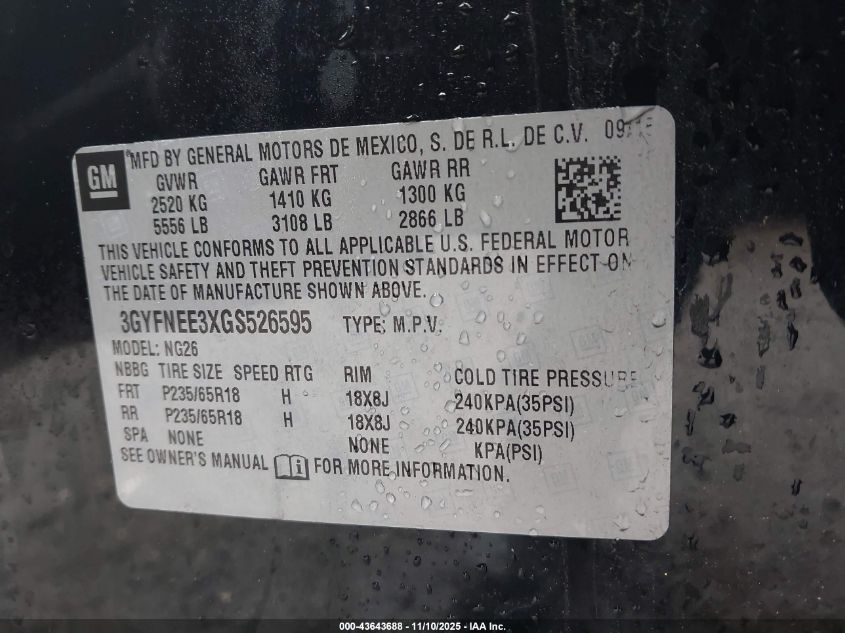 GM
MFD BY GENERAL MOTORS DE MEXICO, S. DE R.L. DE C.V.
GVWR GAWR FRT GAWR RR
2520 KG 1410 KG 1300 KG
5556 LB 3108 LB 2866 LB
THIS VEHICLE CONFORMS TO ALL APPLICABLE U.S. FEDERAL MOTOR
VEHICLE SAFETY AND THEFT PREVENTION STANDARDS IN EFFECT ON
THE DATE OF MANUFACTURE SHOWN ABOVE.
3GYFNEE3XGS526595 TYPE: M.P.V.
MODEL: NG26
NBBG TIRE SIZE SPEED RTG RIM COLD TIRE PRESSURE
FRT P235/65R18 H 18X8J 240KPA(35PSI)
RR P235/65R18 H 18X8J 240KPA(35PSI)
SPA NONE NONE KPA(PSI)
SEE OWNER'S MANUAL FOR MORE INFORMATION.
000-43643688 - 11/10/2025 - IAA Inc.